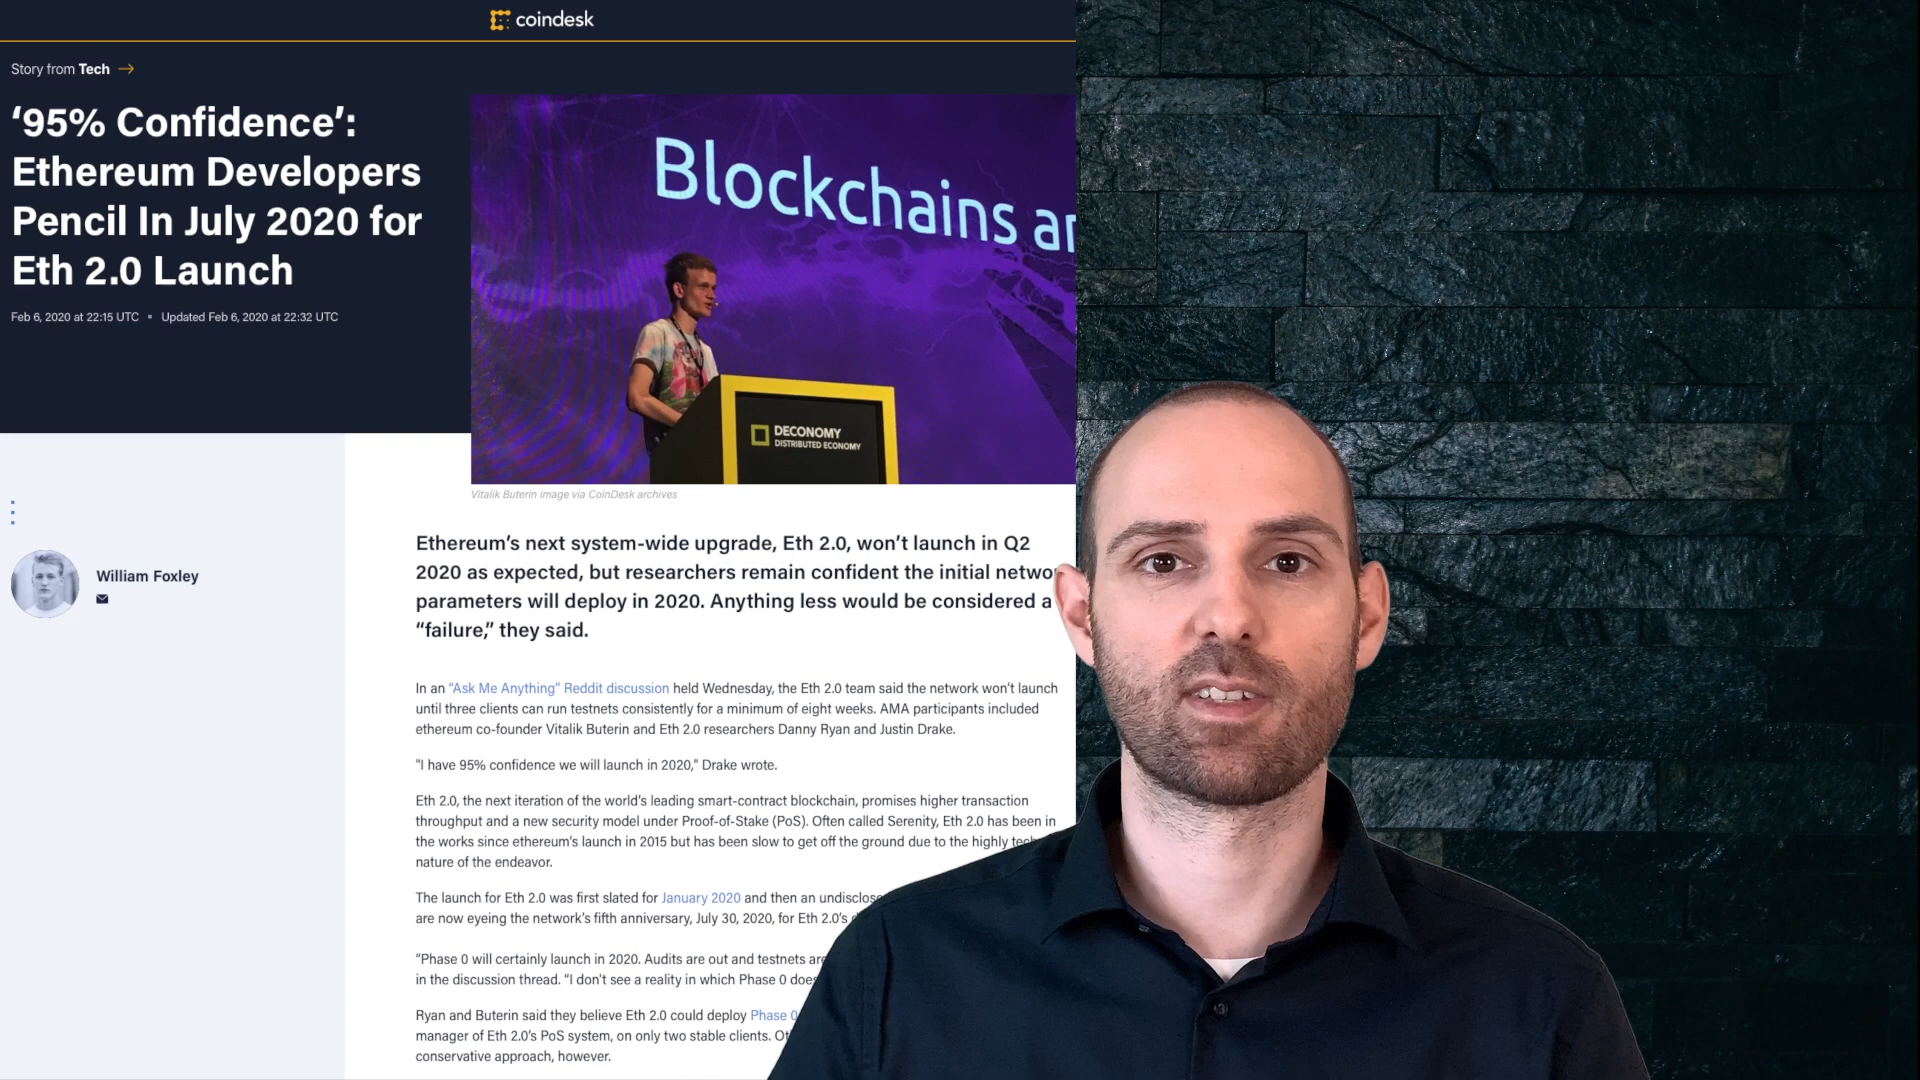 coindesk
Story from Tech
‘95% Confidence’:
Ethereum Developers
Pencil In July 2020 for
Eth 2.0 Launch
Feb 6, 2020 at 22:15 UTC ▪ Updated Feb 6, 2020 at 22:32 UTC
Blockchains
DECONOMY
DISTRIBUTED ECONOMY
Vitalik Buterin image via CoinDesk archives
William Foxley
Ethereum’s next system-wide upgrade, Eth 2.0, won’t launch in Q2
2020 as expected, but researchers remain confident the initial
parameters will deploy in 2020. Anything less would be considered a
“failure,” they said.
In an “Ask Me Anything” Reddit discussion held Wednesday, the Eth 2.0 team said the network won’t launch
until three clients can run testnets consistently for a minimum of eight weeks. AMA participants included
ethereum co-founder Vitalik Buterin and Eth 2.0 researchers Danny Ryan and Justin Drake.
"I have 95% confidence we will launch in 2020," Drake wrote.
Eth 2.0, the next iteration of the world’s leading smart-contract blockchain, promises higher transaction
throughput and a new security model under Proof-of-Stake (PoS). Often called Serenity, Eth 2.0 has been in
the works since ethereum’s launch in 2015 but has been slow to get off the ground due to the highly
nature of the endeavor.
The launch for Eth 2.0 was first slated for January 2020 and then an
are now eyeing the network’s fifth anniversary, July 30, 2020, for Eth 2.0’s
“Phase 0 will certainly launch in 2020. Audits are out and testnets are
in the discussion thread. “I don't see a reality in which Phase 0
Ryan and Buterin said they believe Eth 2.0 could deploy Phase 0
manager of Eth 2.0’s PoS system, on only two stable clients.
conservative approach, however.